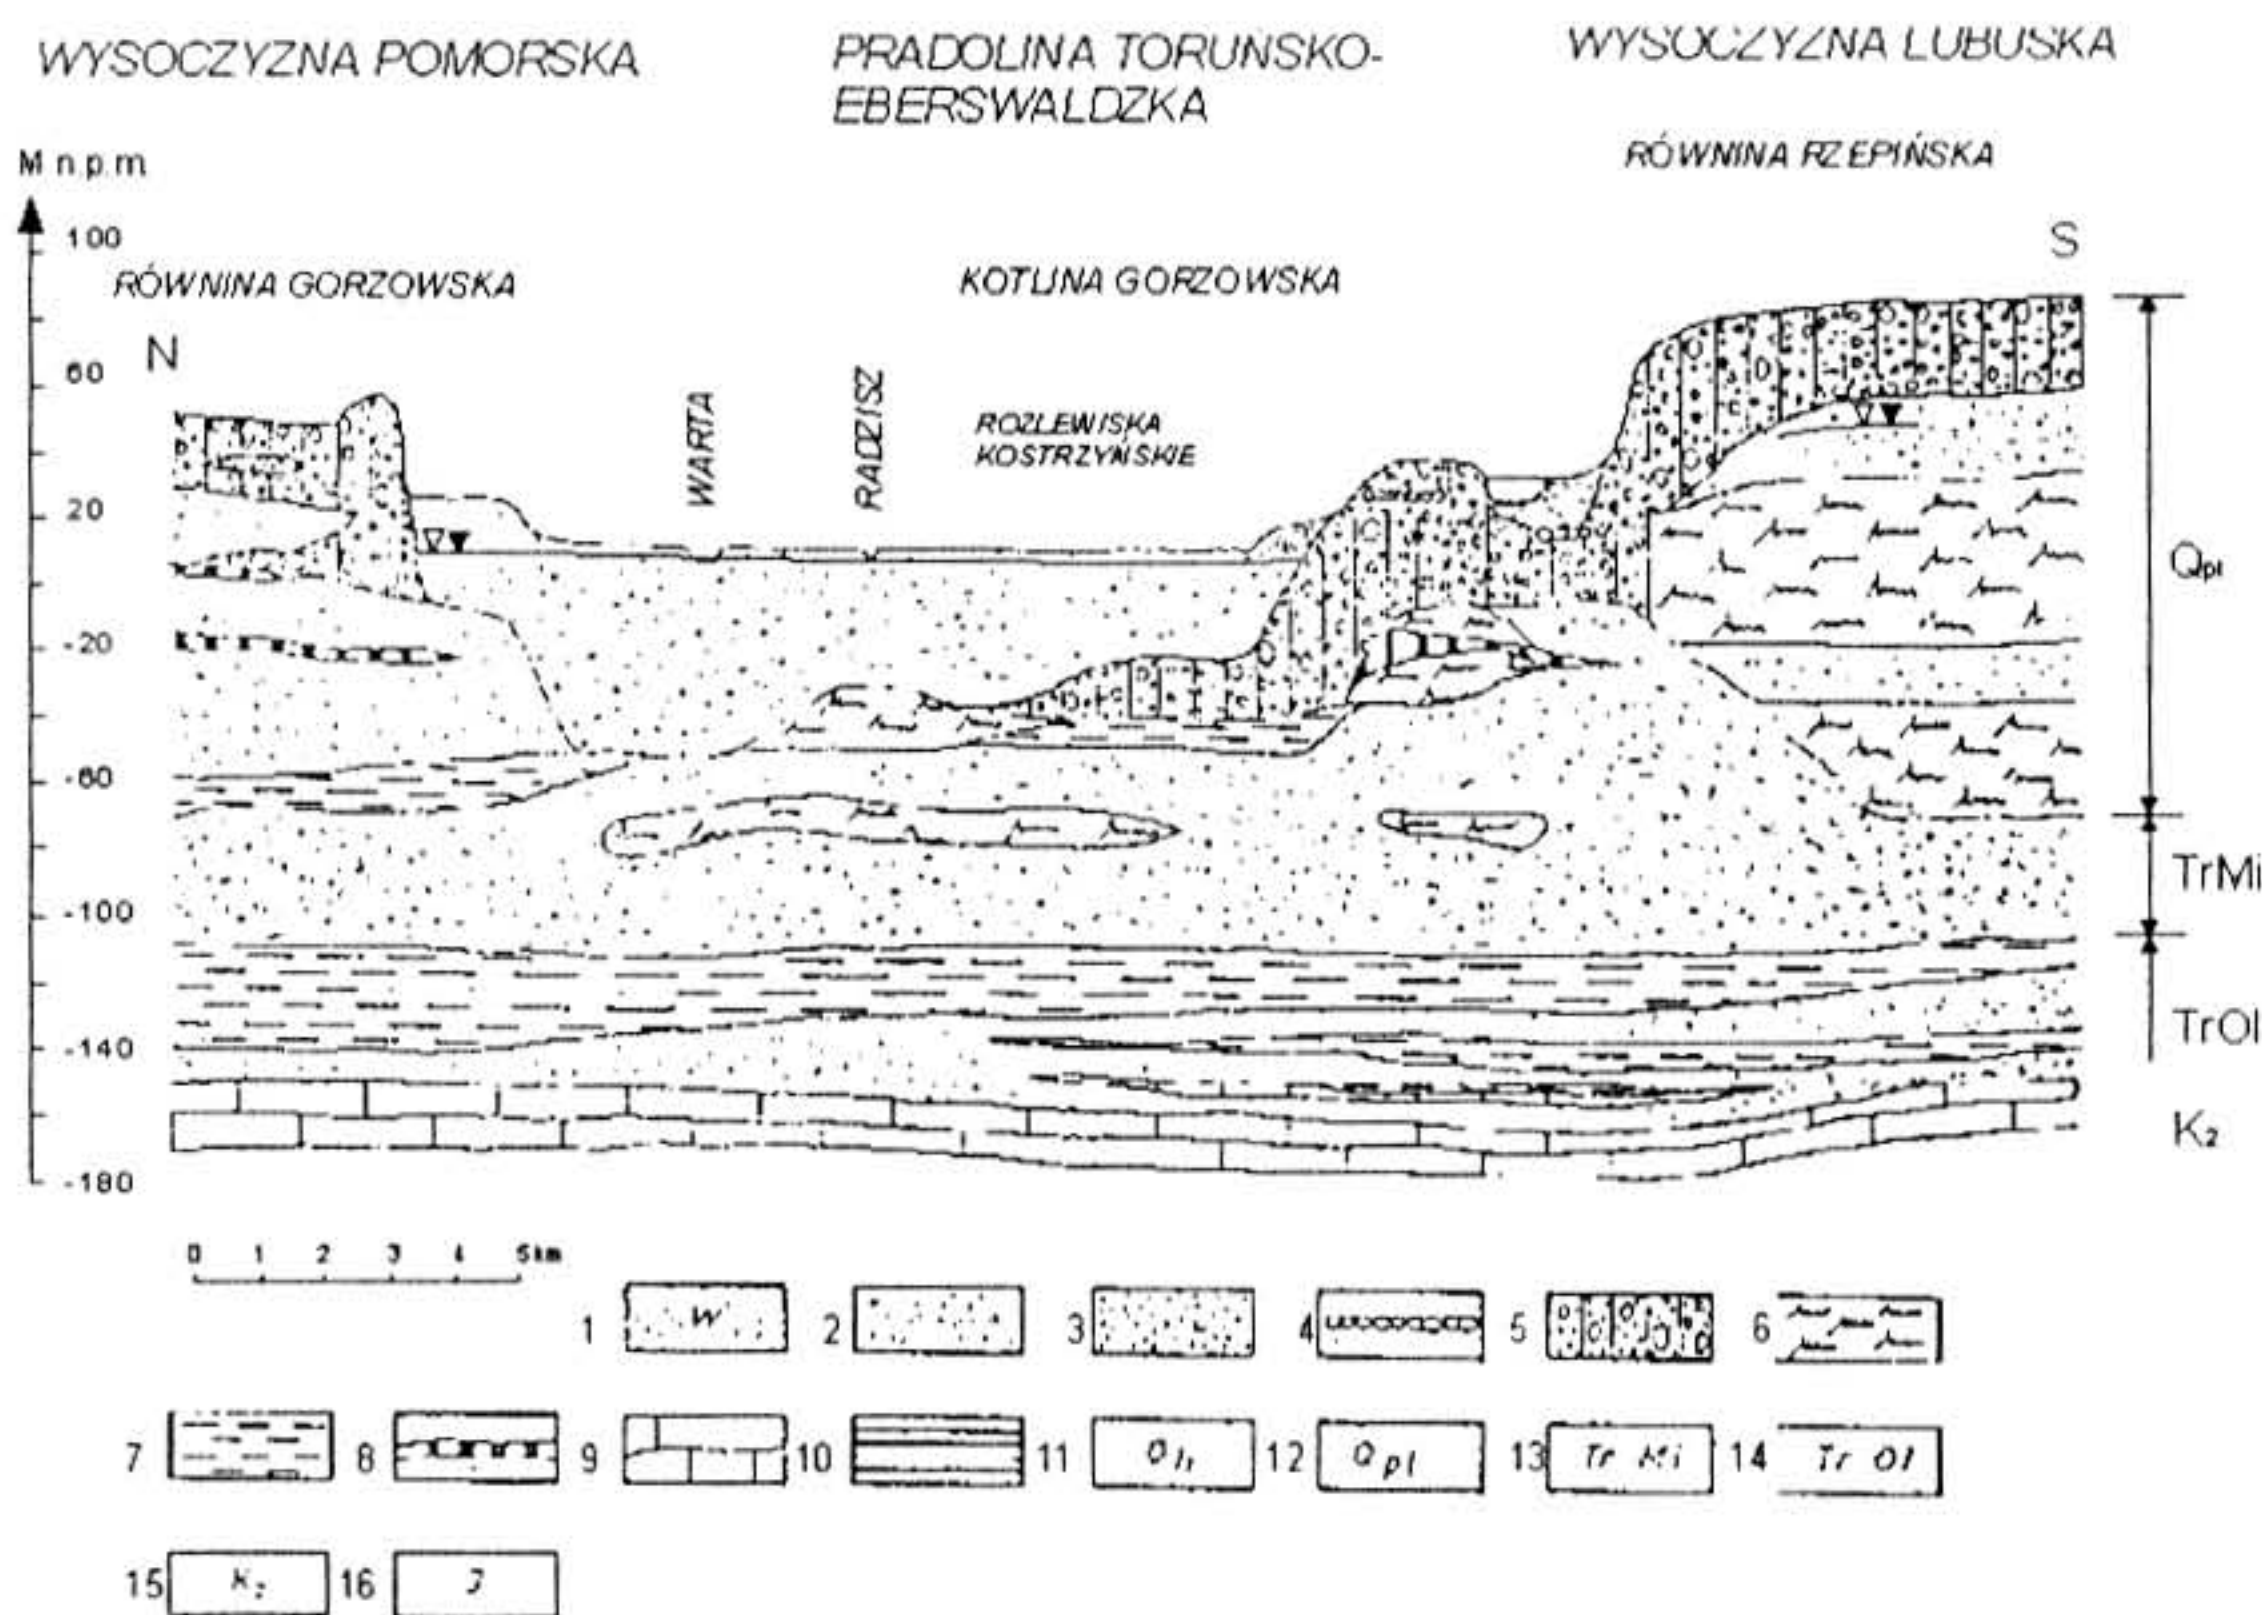 WYSOCZYZNA POMORSKA
PRADOLINA TORUNSKO-
EBERSWALDZKA
WYSOCZYZNA LUBUSKA
RÓWNINA RZEPIŃSKA
M n p m
100
60
20
-20
-60
-100
-140
-180
RÓWNINA GORZOWSKA
KOTLINA GORZOWSKA
N
S
WARTA
RADZISZ
ROZLEWISKA
KOSTRZYŃSKIE
Qpl
TrMi
TrOl
K2
0 1 2 3 4 5 km
1 W 2 3 4 5 6
7 8 9 10 11 Qh 12 Qpl 13 Tr Mi 14 Tr Ol
15 K2 16